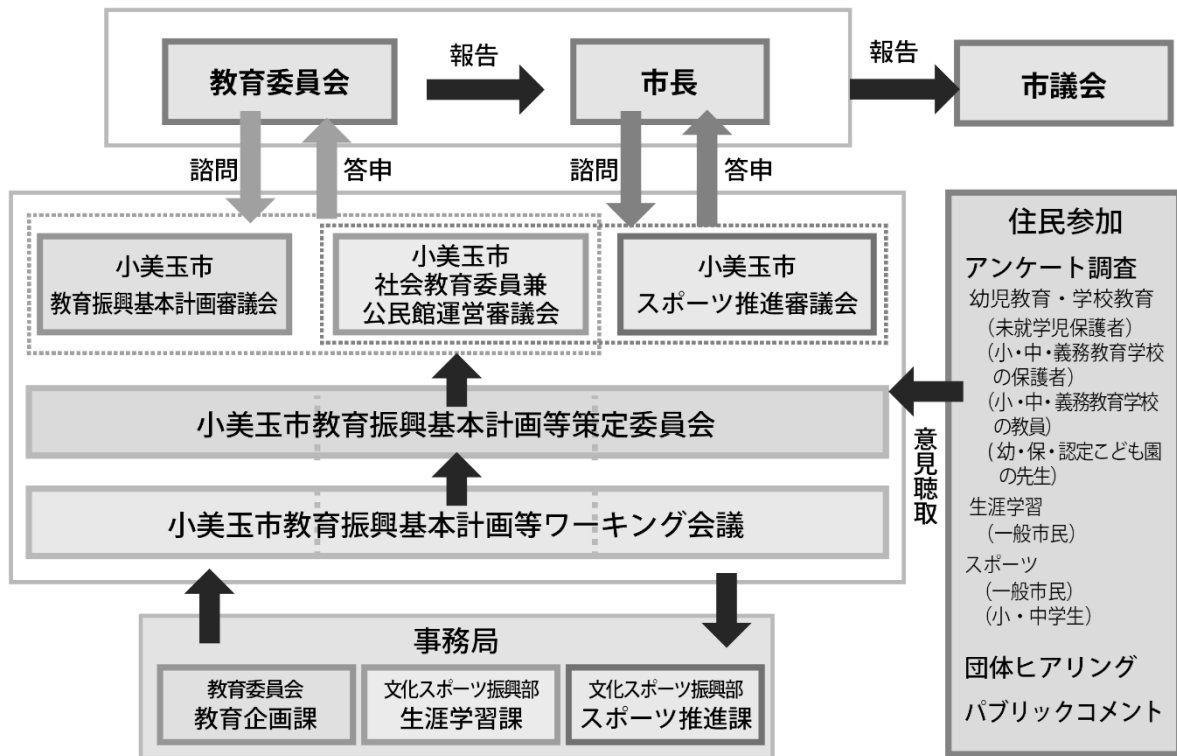 教育委員会
報告
市長
報告
市議会
諮問
答申
諮問
答申
小美玉市
教育振興基本計画審議会
小美玉市
社会教育委員兼
公民館運営審議会
小美玉市
スポーツ推進審議会
小美玉市教育振興基本計画等策定委員会
小美玉市教育振興基本計画等ワーキング会議
意見聴取
住民参加
アンケート調査
幼児教育・学校教育
（未就学児保護者）
（小・中・義務教育学校
の保護者）
（小・中・義務教育学校
の教員）
（幼・保・認定こども園
の先生）
生涯学習
（一般市民）
スポーツ
（一般市民）
（小・中学生）
団体ヒアリング
パブリックコメント
事務局
教育委員会
教育企画課
文化スポーツ振興部
生涯学習課
文化スポーツ振興部
スポーツ推進課